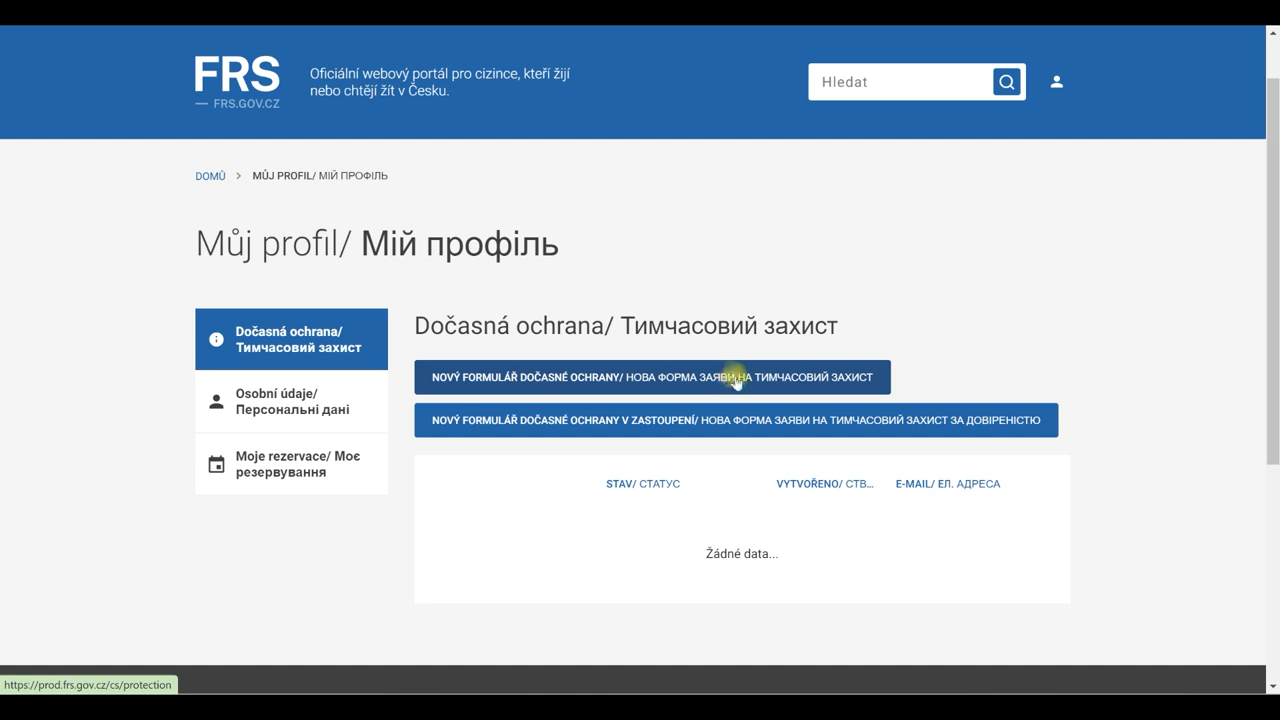 FRS
— FRS.GOV.CZ
Oficiální webový portál pro cizince, kteří žijí
nebo chtějí žít v Česku.
Hledat
DOMŮ > MŮJ PROFIL/ МІЙ ПРОФІЛЬ
Můj profil/ Мій профіль
Dočasná ochrana/
Тимчасовий захист
Osobní údaje/
Персональні дані
Moje rezervace/ Моє
резервування
Dočasná ochrana/ Тимчасовий захист
NOVÝ FORMULÁŘ DOČASNÉ OCHRANY/ НОВА ФОРМА ЗАЯВИ НА ТИМЧАСОВИЙ ЗАХИСТ
NOVÝ FORMULÁŘ DOČASNÉ OCHRANY V ZASTOUPENÍ/ НОВА ФОРМА ЗАЯВИ НА ТИМЧАСОВИЙ ЗАХИСТ ЗА ДОВІРЕНІСТЮ
STAV/ СТАТУС VYTVOŘENO/ СТВ... E-MAIL/ ЕЛ. АДРЕСА
Žádné data...
https://prod.frs.gov.cz/cs/protection